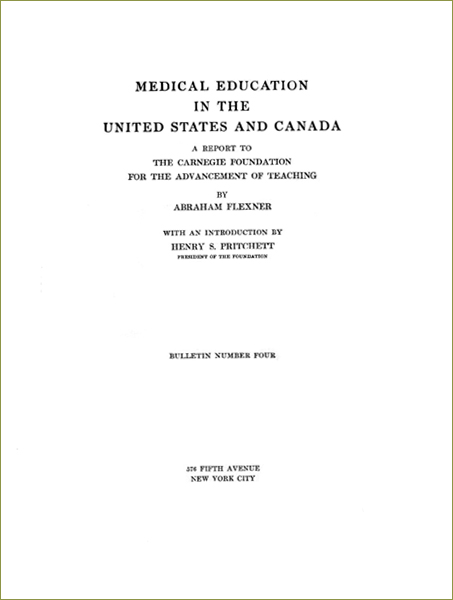 MEDICAL EDUCATION
IN THE
UNITED STATES AND CANADA
A REPORT TO
THE CARNEGIE FOUNDATION
FOR THE ADVANCEMENT OF TEACHING
BY
ABRAHAM FLEXNER
WITH AN INTRODUCTION BY
HENRY S. PRITCHETT
PRESIDENT OF THE FOUNDATION
BULLETIN NUMBER FOUR
576 FIFTH AVENUE
NEW YORK CITY